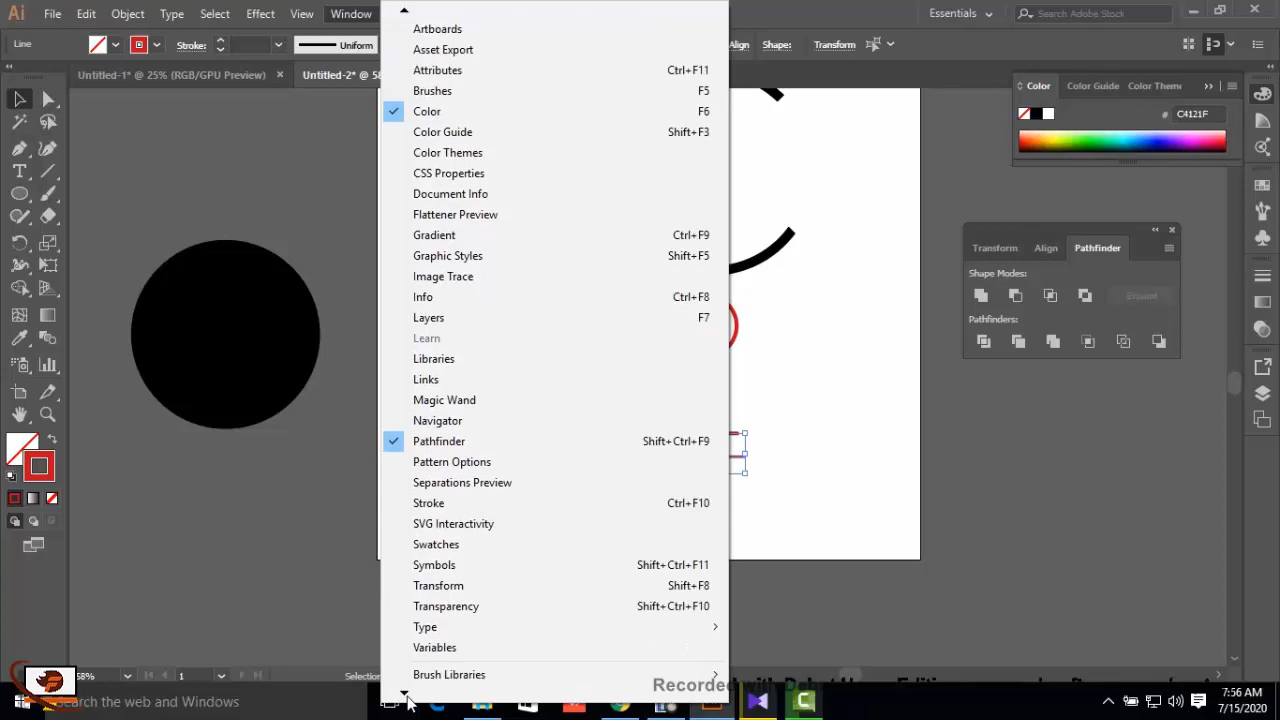 Ai File Edit Object Type Select Effect Window Essentials Search Adobe Stock
Line Stroke: Uniform Align Shape: Transform
Untitled-1* @ 25% (RGB/GPU Preview) × Untitled-2* @ 58
Artboards
Asset Export
Attributes Ctrl+F11
Brushes F5
Color F6
Color Guide Shift+F3
Color Themes
CSS Properties
Document Info
Flattener Preview
Gradient Ctrl+F9
Graphic Styles Shift+F5
Image Trace
Info Ctrl+F8
Layers F7
Learn
Libraries
Links
Magic Wand
Navigator
Pathfinder Shift+Ctrl+F9
Pattern Options
Separations Preview
Stroke Ctrl+F10
SVG Interactivity
Swatches
Symbols Shift+Ctrl+F11
Transform Shift+F8
Transparency Shift+Ctrl+F10
Type
Variables
Brush Libraries
Color Color Guide Color Theme
# C4121F
Transform Align Pathfinder
Shape Modes:
Expand
Pathfinders:
58% 1 Selection
Search the Web and Windows
7:56 AM
7/15/2020